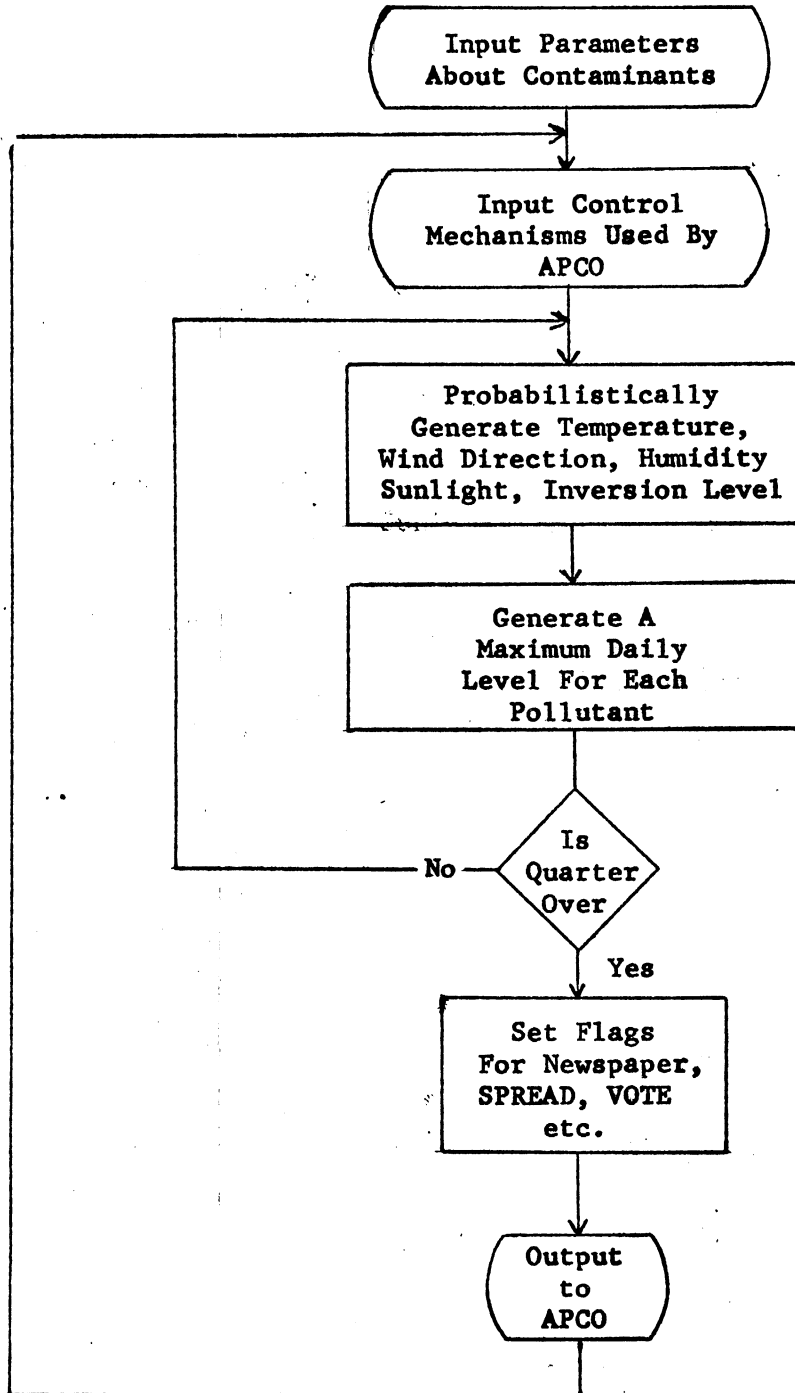 Input Parameters
About Contaminants
Input Control
Mechanisms Used By
APCO
Probabilistically
Generate Temperature,
Wind Direction, Humidity
Sunlight, Inversion Level
Generate A
Maximum Daily
Level For Each
Pollutant
Is
Quarter
Over
No
Yes
Set Flags
For Newspaper,
SPREAD, VOTE
etc.
Output
to
APCO